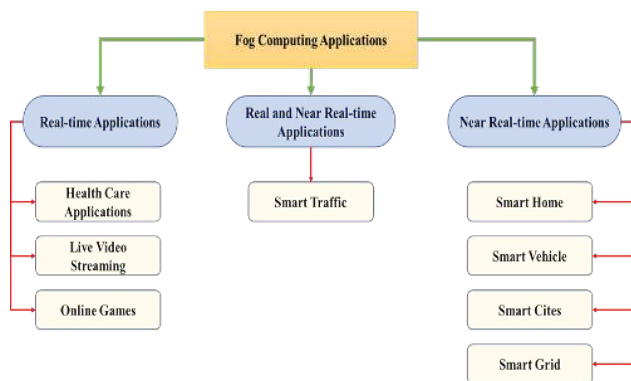 Fog Computing Applications
Real-time Applications
Real and Near Real-time
Applications
Near Real-time Applications
Health Care
Applications
Live Video
Streaming
Online Games
Smart Traffic
Smart Home
Smart Vehicle
Smart Cites
Smart Grid